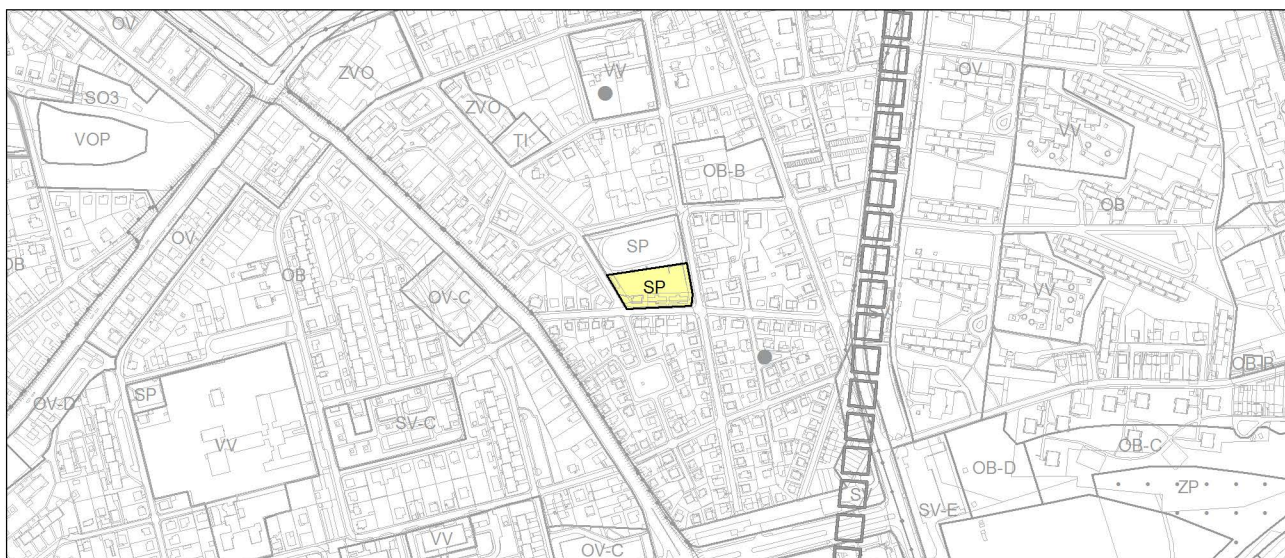 OV
ZVO
VV
OV
SO3
ZVO
VOP
TI
VV
OB-B
OB
SP
OV
OB
OB
SP
OV-C
VV
OB-B
SP
OV-D
SV-C
VV
OB-C
OB-D
ZP
SV
SV-E
VV
OV-C